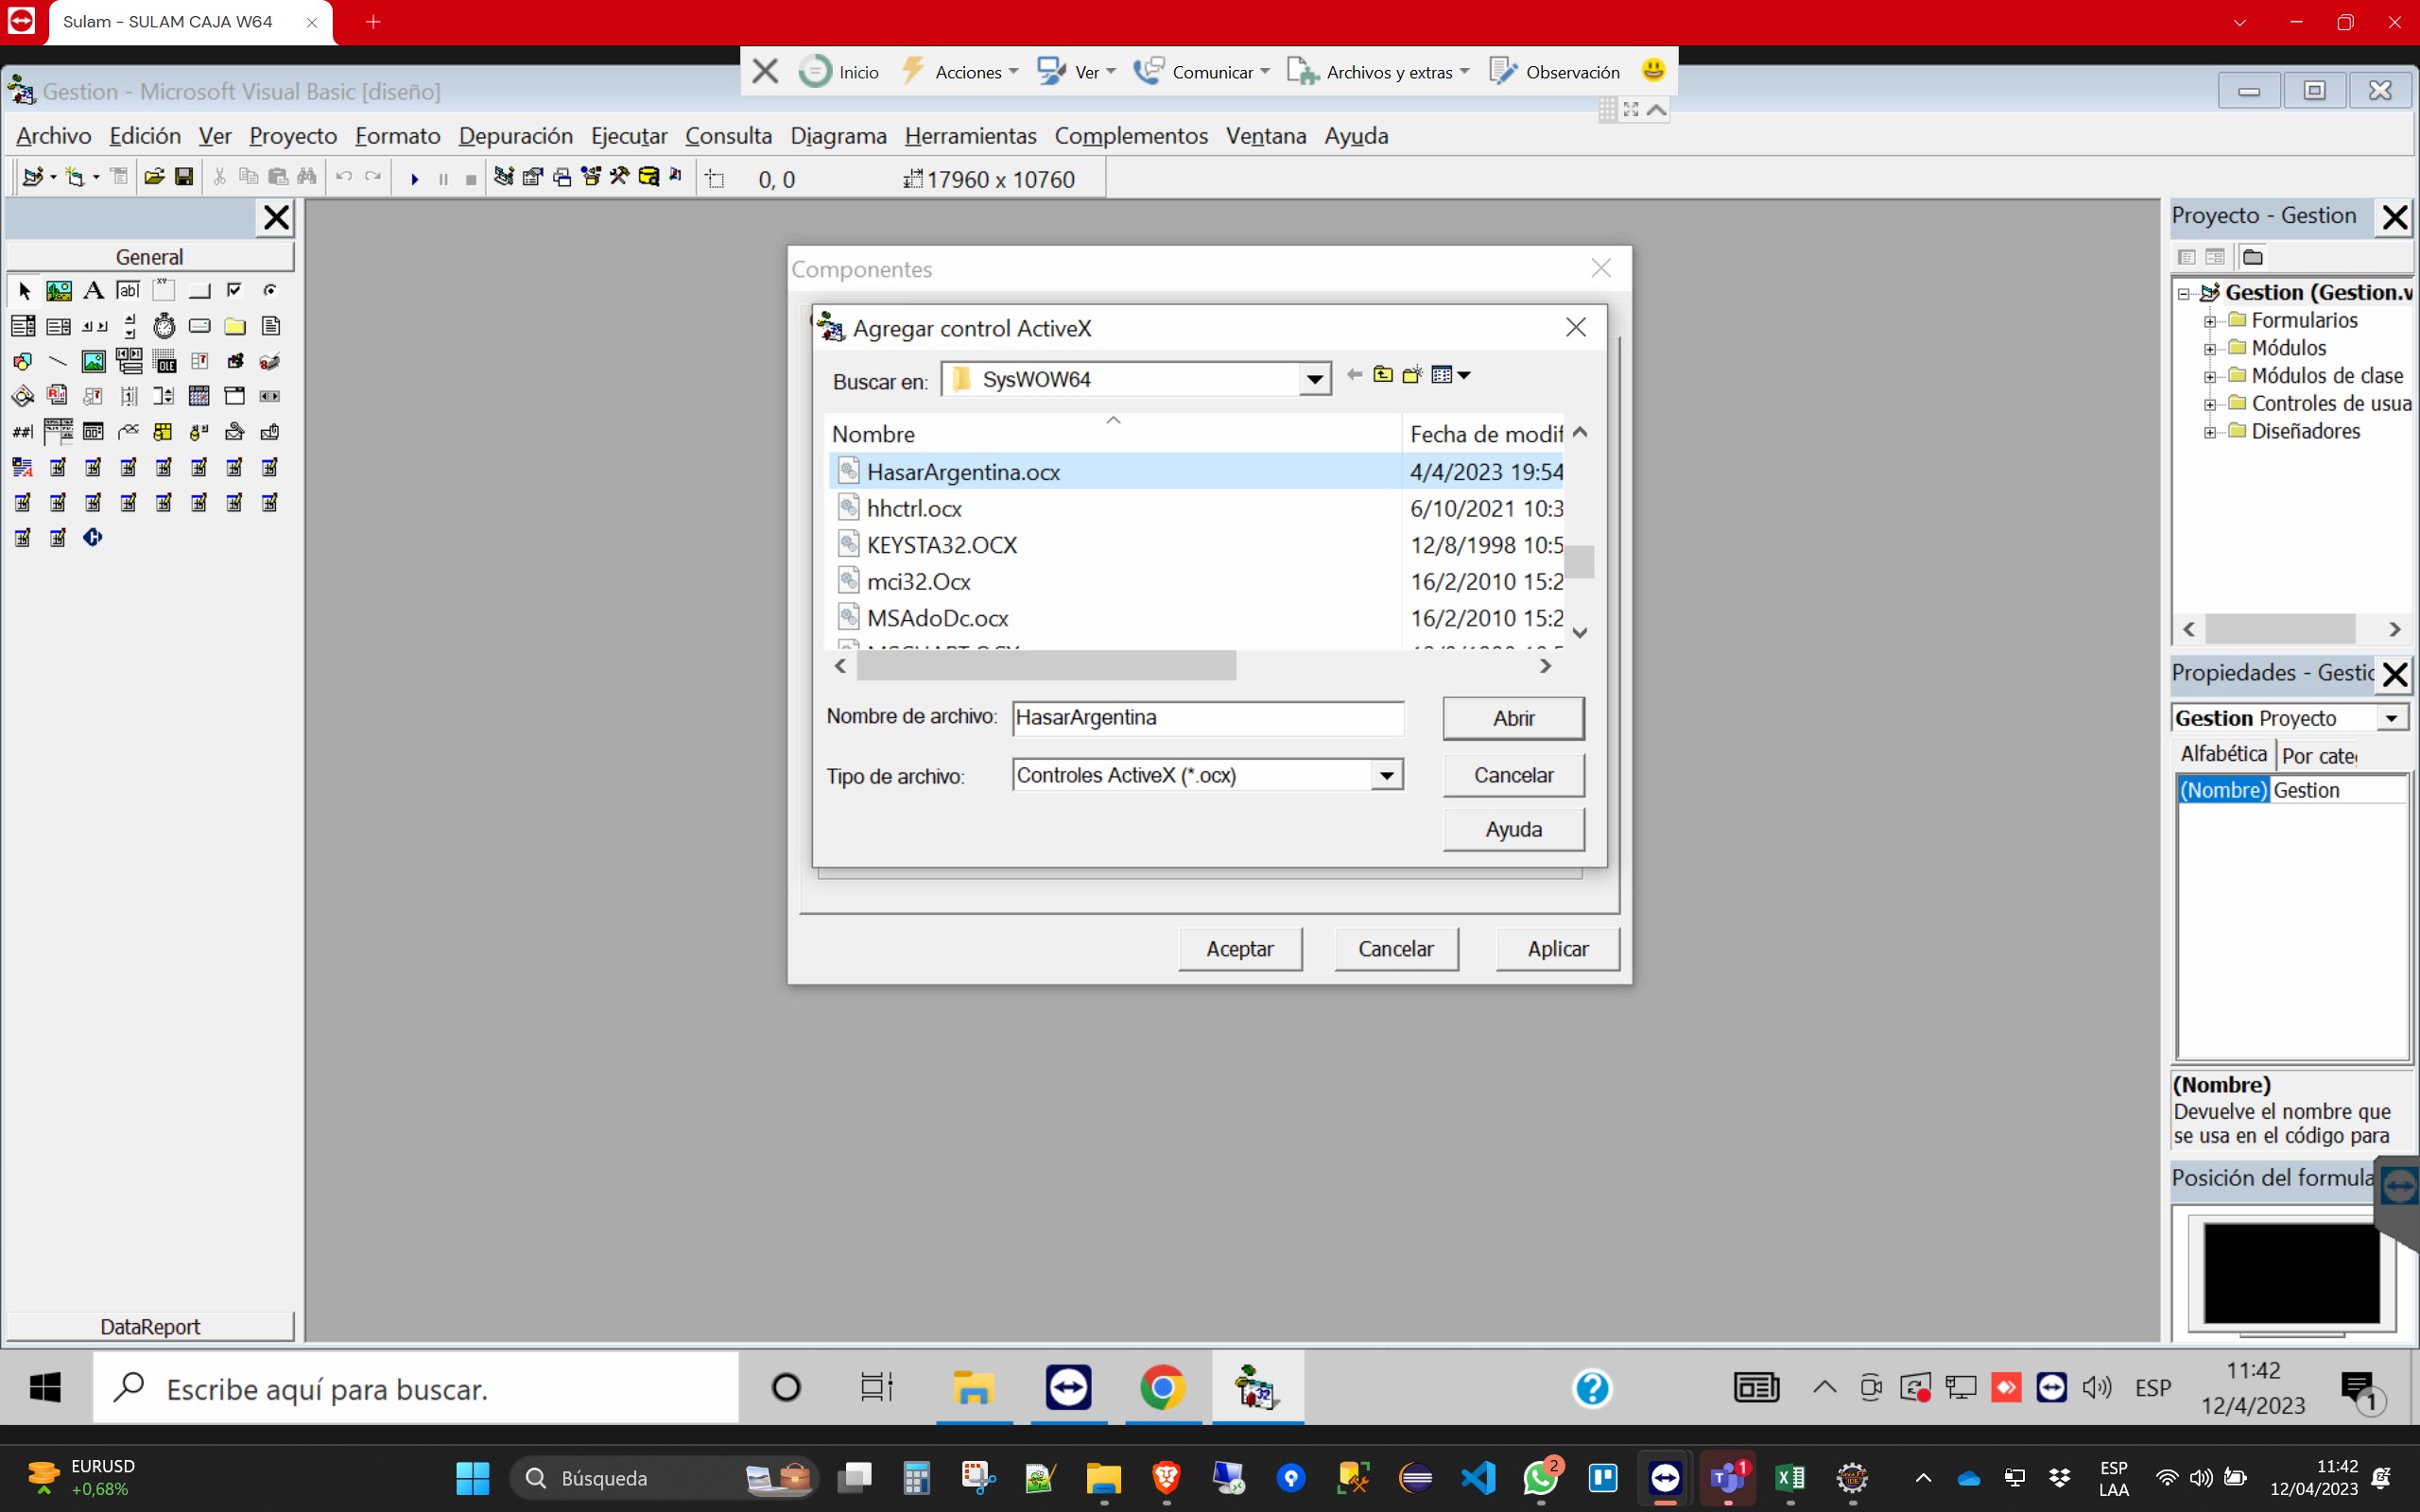 Sulam - SULAM CAJA W64
Inicio
Acciones
Ver
Comunicar
Archivos y extras
Observación
Gestion - Microsoft Visual Basic [diseño]
Archivo Edición Ver Proyecto Formato Depuración Ejecutar Consulta Diagrama Herramientas Complementos Ventana Ayuda
0, 0
17960 x 10760
General
DataReport
Componentes
Agregar control ActiveX
Buscar en:
SysWOW64
Nombre
Fecha de modif
HasarArgentina.ocx
4/4/2023 19:54
hhctrl.ocx
6/10/2021 10:3
KEYSTA32.OCX
12/8/1998 10:5
mci32.Ocx
16/2/2010 15:2
MSAdoDc.ocx
16/2/2010 15:2
Nombre de archivo:
HasarArgentina
Abrir
Tipo de archivo:
Controles ActiveX (*.ocx)
Cancelar
Ayuda
Aceptar
Cancelar
Aplicar
Proyecto - Gestion
Gestion (Gestion.v
Formularios
Módulos
Módulos de clase
Controles de usua
Diseñadores
Propiedades - Gestic
Gestion Proyecto
Alfabética
Por cate
(Nombre)
Gestion
(Nombre)
Devuelve el nombre que
se usa en el código para
Posición del formula
Escribe aquí para buscar.
ESP
11:42
12/4/2023
1
EURUSD
+0,68%
Búsqueda
2
1
ESP
LAA
11:42
12/04/2023